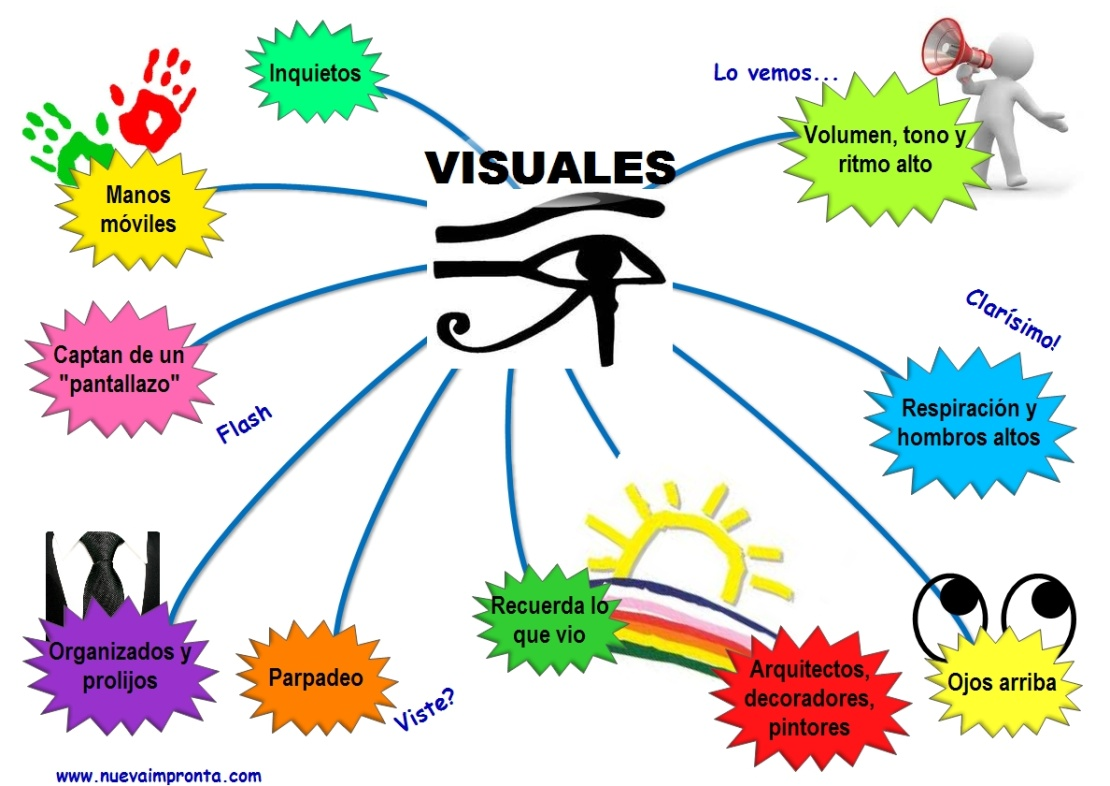 Inquietos
Lo vemos...
Volumen, tono y
ritmo alto
VISUALES
Manos
móviles
Clarísimo!
Captan de un
"pantallazo"
Respiración y
hombros altos
Flash
Recuerda lo
que vio
Organizados y
prolijos
Parpadeo
Viste?
Arquitectos,
decoradores,
pintores
Ojos arriba
www.nuevaimpronta.com